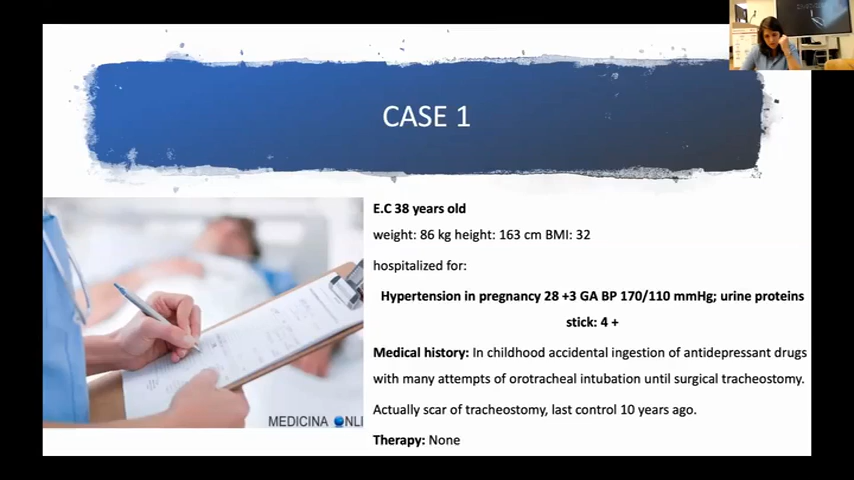 CASE 1
E.C 38 years old
weight: 86 kg height: 163 cm BMI: 32
hospitalized for:
Hypertension in pregnancy 28 +3 GA BP 170/110 mmHg; urine proteins
stick: 4 +
Medical history: In childhood accidental ingestion of antidepressant drugs
with many attempts of orotracheal intubation until surgical tracheostomy.
Actually scar of tracheostomy, last control 10 years ago.
Therapy: None
MEDICINA ONLI